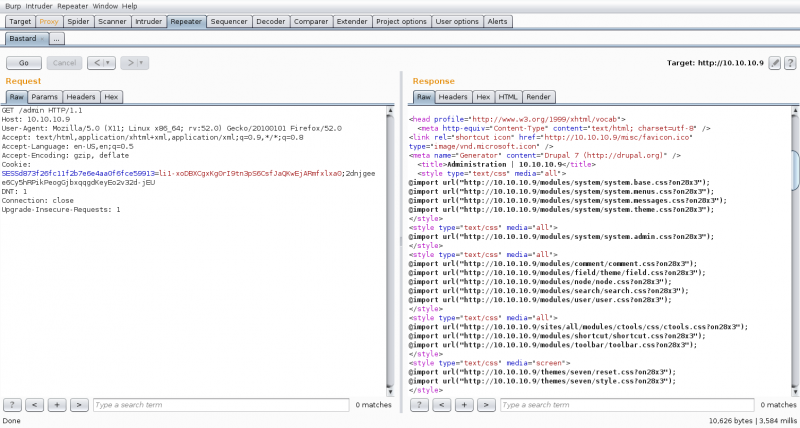 Burp Intruder Repeater Window Help
Target Proxy Spider Scanner Intruder Repeater Sequencer Decoder Comparer Extender Project options User options Alerts
Bastard ...
Go Cancel < > Target: http://10.10.10.9 ?
Request
Raw Params Headers Hex
GET /admin HTTP/1.1
Host: 10.10.10.9
User-Agent: Mozilla/5.0 (X11; Linux x86_64; rv:52.0) Gecko/20100101 Firefox/52.0
Accept: text/html,application/xhtml+xml,application/xml;q=0.9,*/*;q=0.8
Accept-Language: en-US,en;q=0.5
Accept-Encoding: gzip, deflate
Cookie:
DNT: 1
Connection: close
Upgrade-Insecure-Requests: 1
? < + > Type a search term 0 matches
Response
Raw Headers Hex HTML Render
<head profile="http://www.w3.org/1999/xhtml/vocab">
<meta http-equiv="Content-Type" content="text/html; charset=utf-8" />
<link rel="shortcut icon" href="http://10.10.10.9/misc/favicon.ico"
type="image/vnd.microsoft.icon" />
<meta name="Generator" content="Drupal 7 (http://drupal.org)" />
<title>Administration | 10.10.10.9</title>
<style type="text/css" media="all">
@import url("http://10.10.10.9/modules/system/system.base.css?on28x3");
@import url("http://10.10.10.9/modules/system/system.menus.css?on28x3");
@import url("http://10.10.10.9/modules/system/system.messages.css?on28x3");
@import url("http://10.10.10.9/modules/system/system.theme.css?on28x3");
</style>
<style type="text/css" media="all">
@import url("http://10.10.10.9/modules/system/system.admin.css?on28x3");
</style>
<style type="text/css" media="all">
@import url("http://10.10.10.9/modules/comment/comment.css?on28x3");
@import url("http://10.10.10.9/modules/field/theme/field.css?on28x3");
@import url("http://10.10.10.9/modules/node/node.css?on28x3");
@import url("http://10.10.10.9/modules/search/search.css?on28x3");
@import url("http://10.10.10.9/modules/user/user.css?on28x3");
</style>
<style type="text/css" media="all">
@import url("http://10.10.10.9/sites/all/modules/ctools/css/ctools.css?on28x3");
@import url("http://10.10.10.9/modules/shortcut/shortcut.css?on28x3");
@import url("http://10.10.10.9/modules/toolbar/toolbar.css?on28x3");
</style>
<style type="text/css" media="screen">
@import url("http://10.10.10.9/themes/seven/reset.css?on28x3");
@import url("http://10.10.10.9/themes/seven/style.css?on28x3");
</style>
? < + > Type a search term 0 matches
Done 10,626 bytes | 3,584 millis